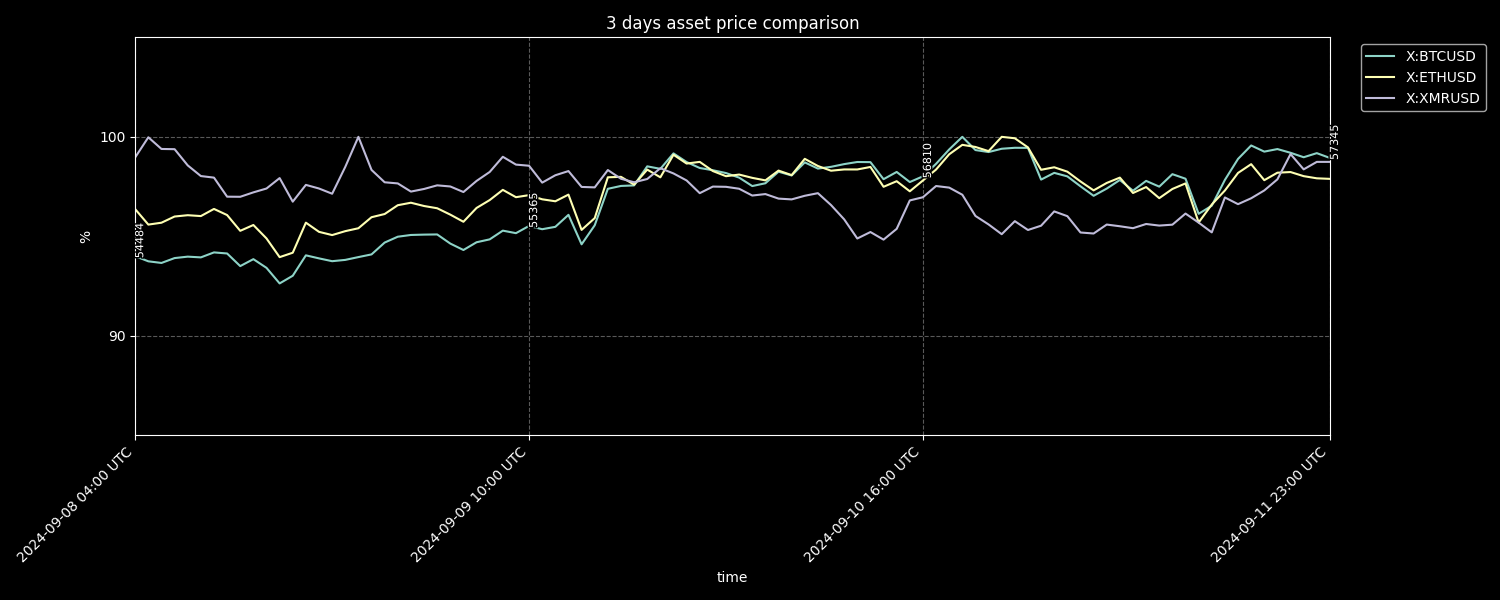 3 days asset price comparison
X:BTCUSD
X:ETHUSD
X:XMRUSD
100
90
%
54484
55365
56810
57345
2024-09-08 04:00 UTC
2024-09-09 10:00 UTC
2024-09-10 16:00 UTC
2024-09-11 23:00 UTC
time